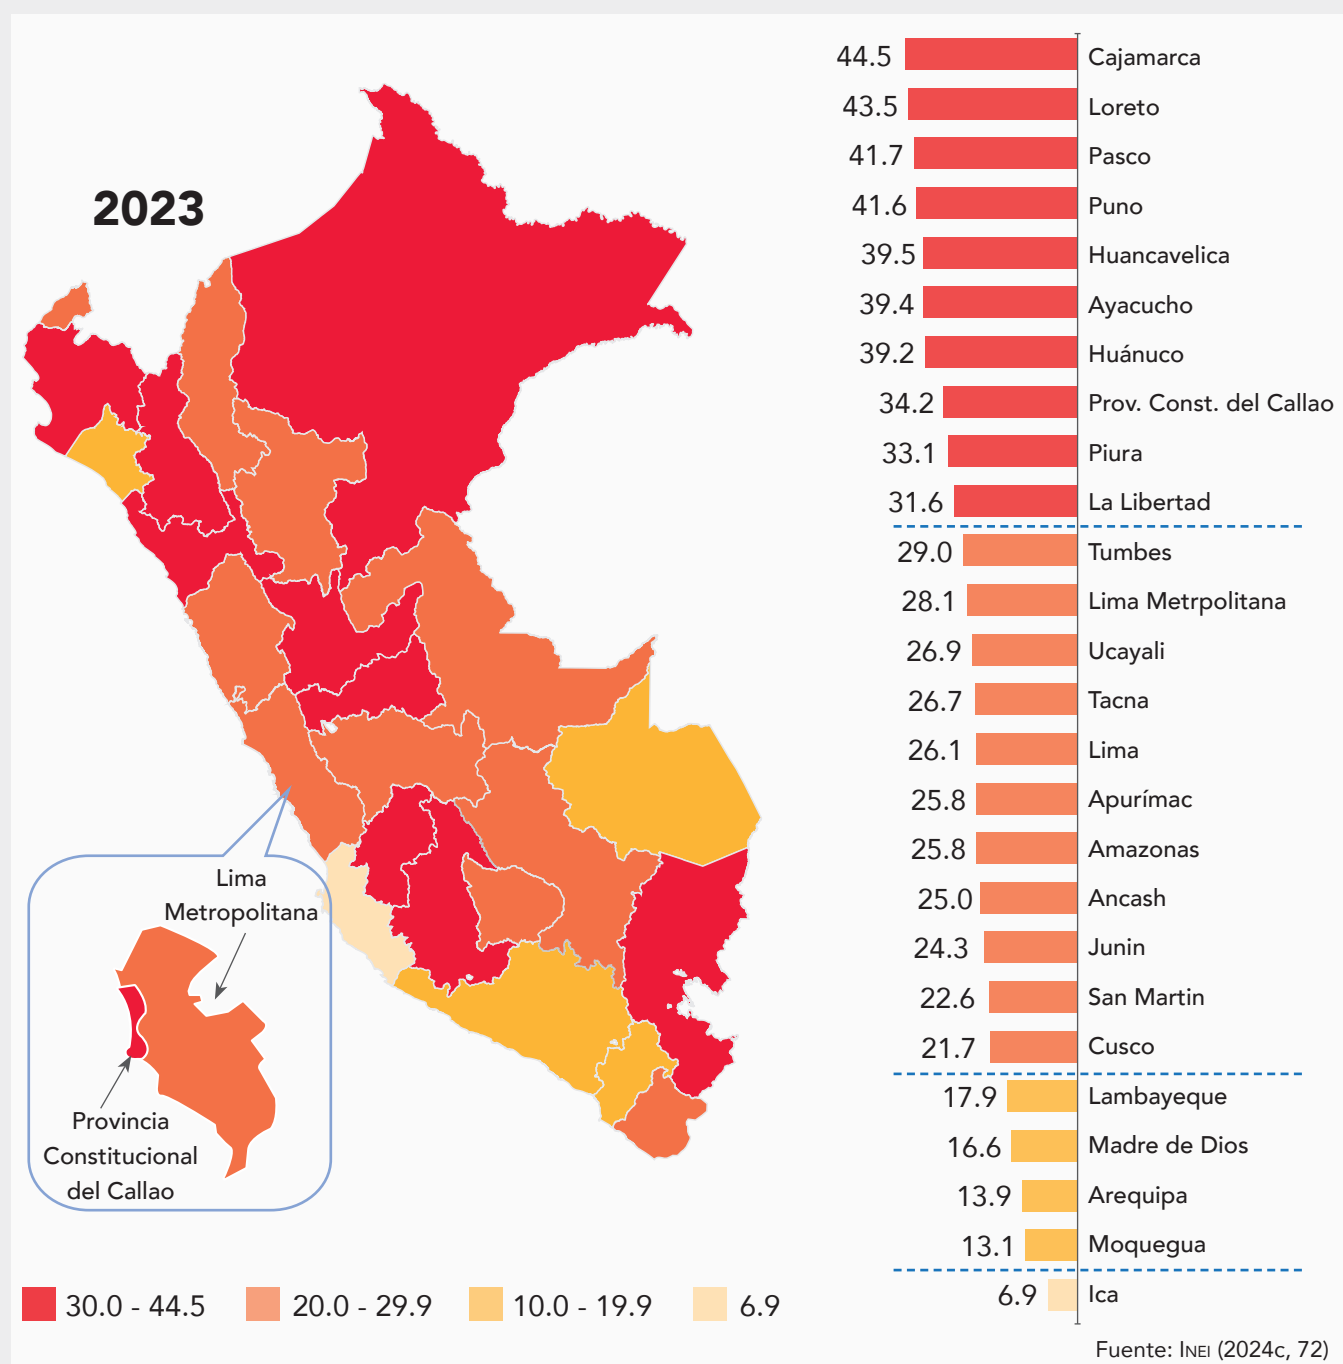 2023
44.5 Cajamarca
43.5 Loreto
41.7 Pasco
41.6 Puno
39.5 Huancavelica
39.4 Ayacucho
39.2 Huánuco
34.2 Prov. Const. del Callao
33.1 Piura
31.6 La Libertad
29.0 Tumbes
28.1 Lima Metrpolitana
26.9 Ucayali
26.7 Tacna
26.1 Lima
25.8 Apurímac
25.8 Amazonas
25.0 Ancash
24.3 Junin
22.6 San Martin
21.7 Cusco
17.9 Lambayeque
16.6 Madre de Dios
13.9 Arequipa
13.1 Moquegua
6.9 Ica
Lima
Metropolitana
Provincia
Constitucional
del Callao
30.0 - 44.5 20.0 - 29.9 10.0 - 19.9 6.9
Fuente: INEI (2024c, 72)